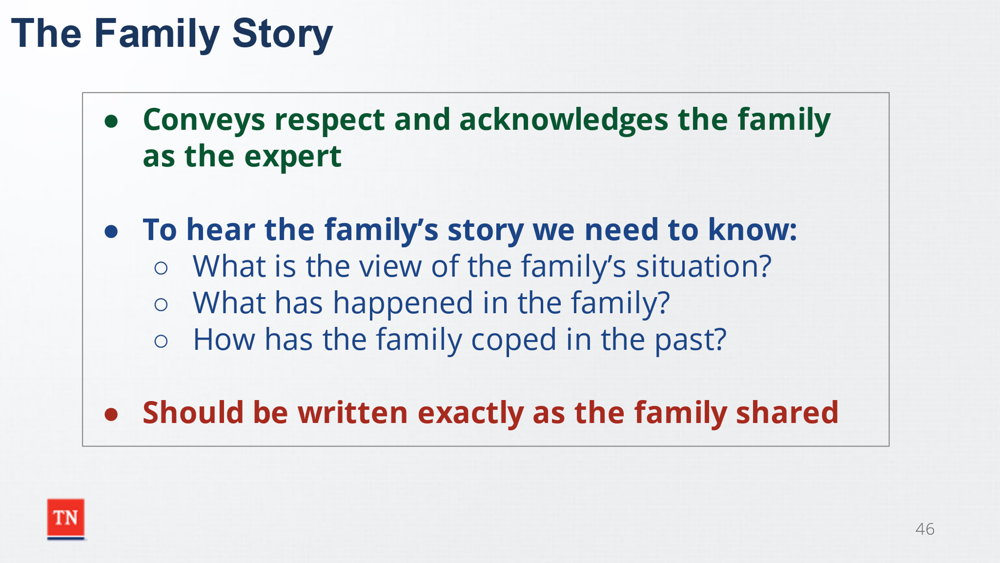 The Family Story
● Conveys respect and acknowledges the family
as the expert
● To hear the family’s story we need to know:
○ What is the view of the family’s situation?
○ What has happened in the family?
○ How has the family coped in the past?
● Should be written exactly as the family shared
TN
46